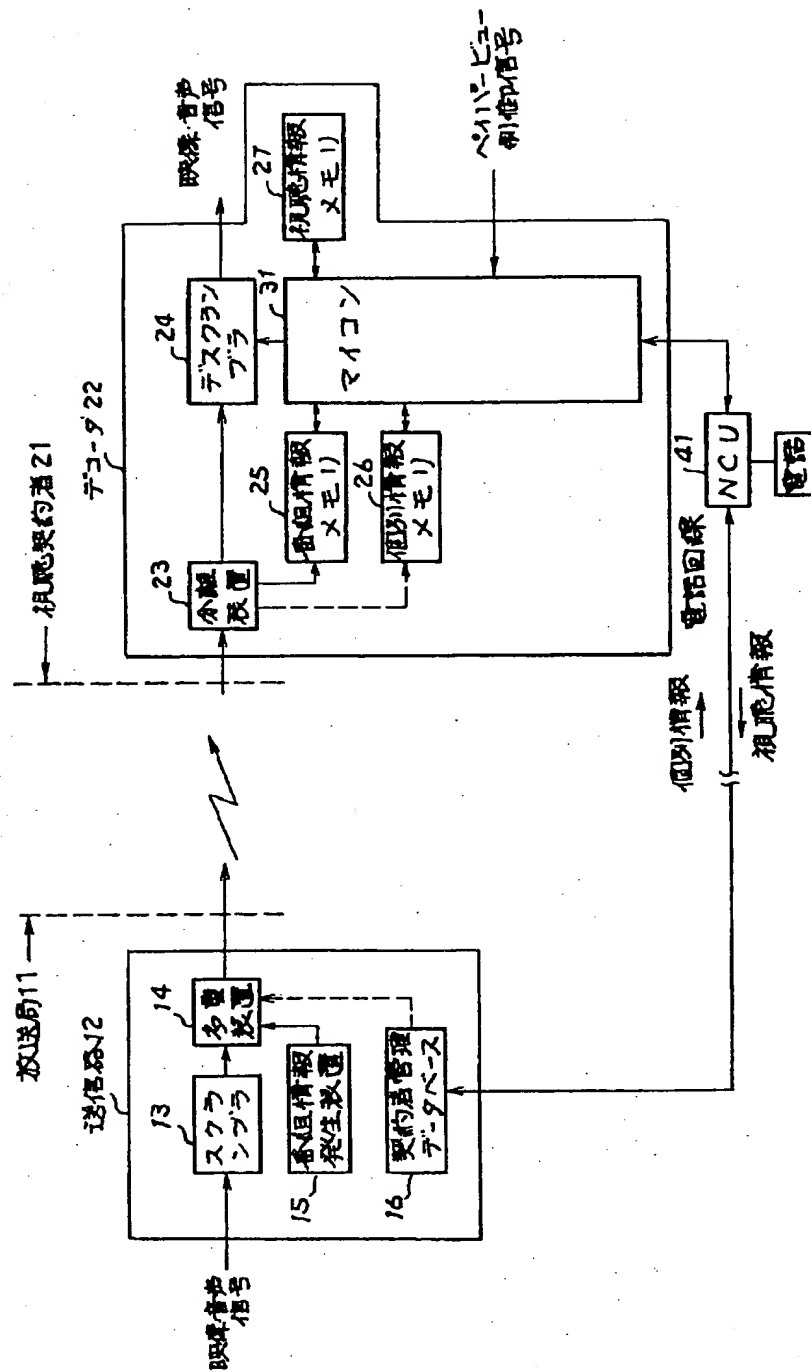 放送局11
送信器12
映像・音声
信号
13
スクラ
ンブラ
14
多重
装置
15
番組情報
発生装置
16
契約者管理
データベース
視聴契約者21
デコーダ22
23
分離
装置
24
デスクラン
ブラ
映像・音声
信号
25
番組情報
メモリ
26
個別情報
メモリ
27
視聴情報
メモリ
31
マイコン
ペイパービュー
制御信号
個別情報
視聴情報
電話回線
41
NCU
電話